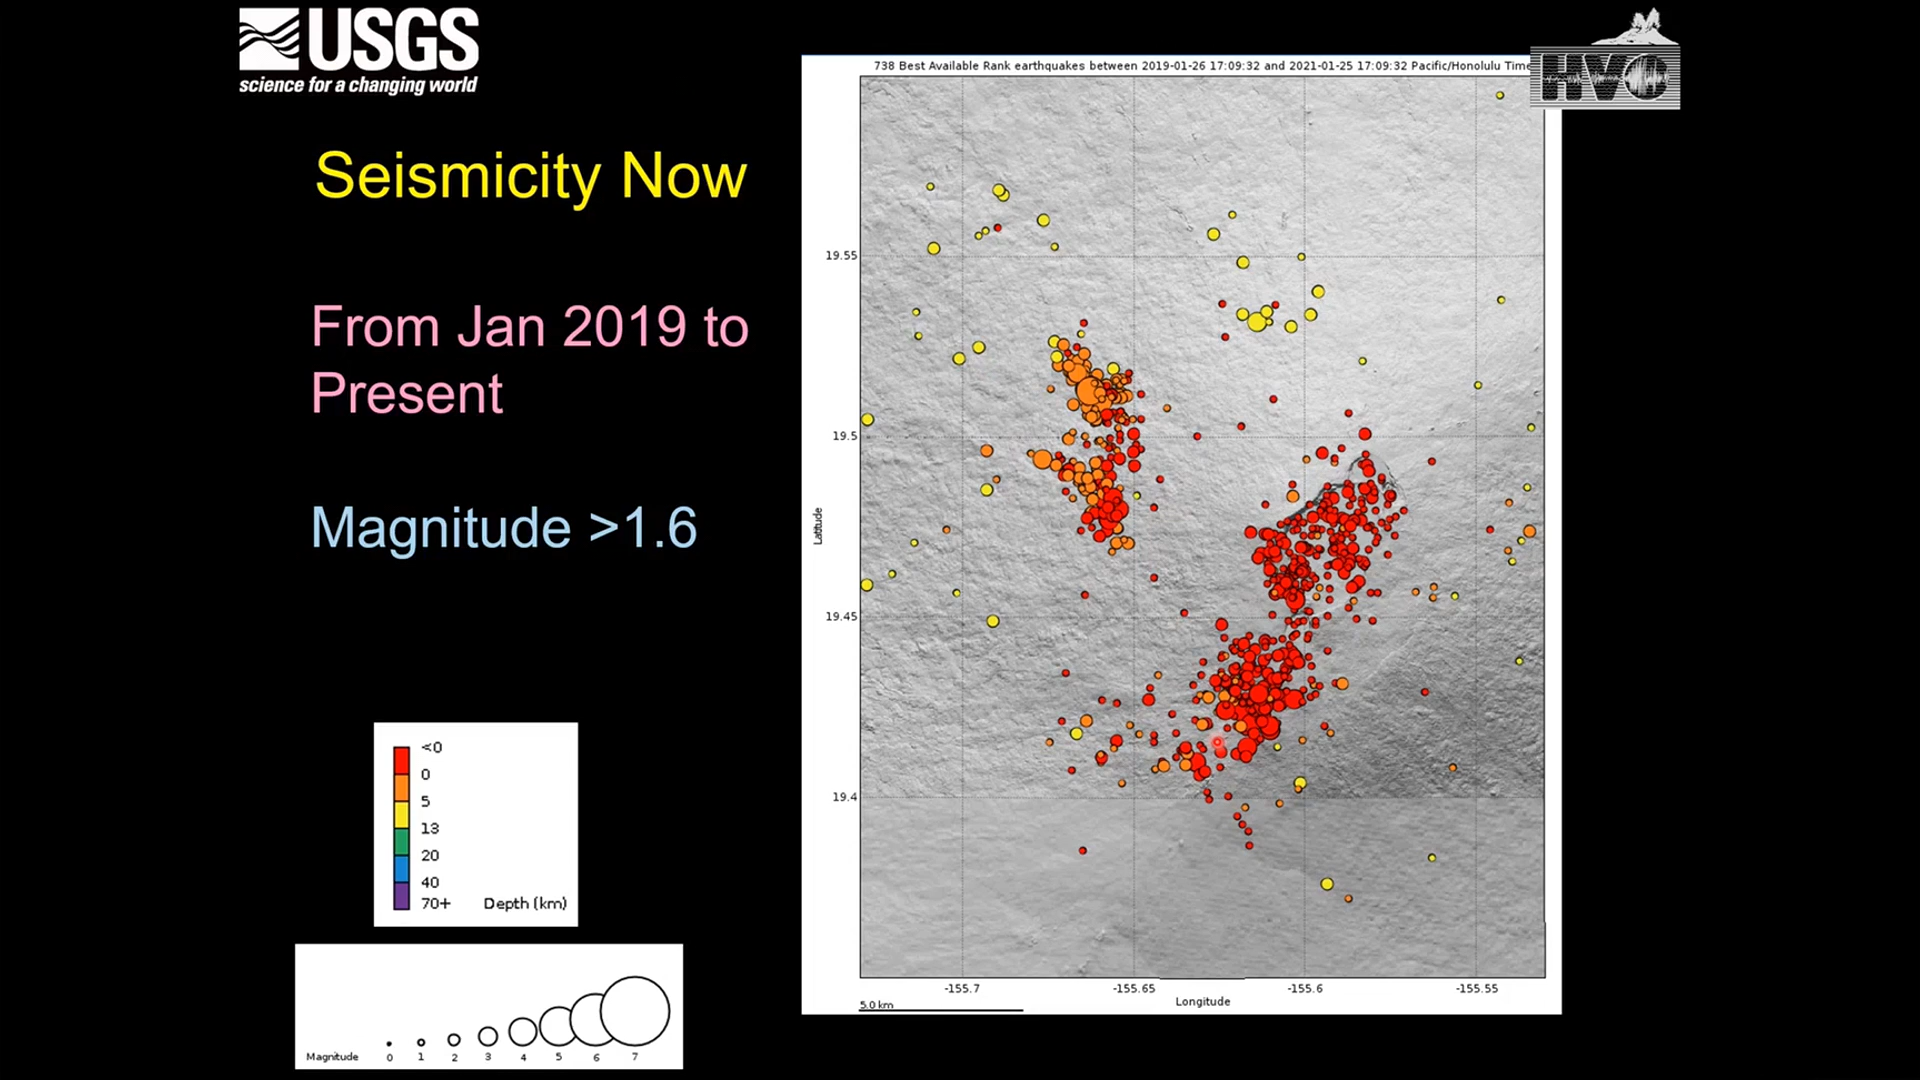 USGS
science for a changing world
HVO
Seismicity Now
From Jan 2019 to
Present
Magnitude >1.6
<0
0
5
13
20
40
70+
Depth (km)
Magnitude 0 1 2 3 4 5 6 7
738 Best Available Rank earthquakes between 2019-01-26 17:09:32 and 2021-01-25 17:09:32 Pacific/Honolulu Time
19.55
19.5
Latitude
19.45
19.4
-155.7 -155.65 -155.6 -155.55
Longitude
5.0 km